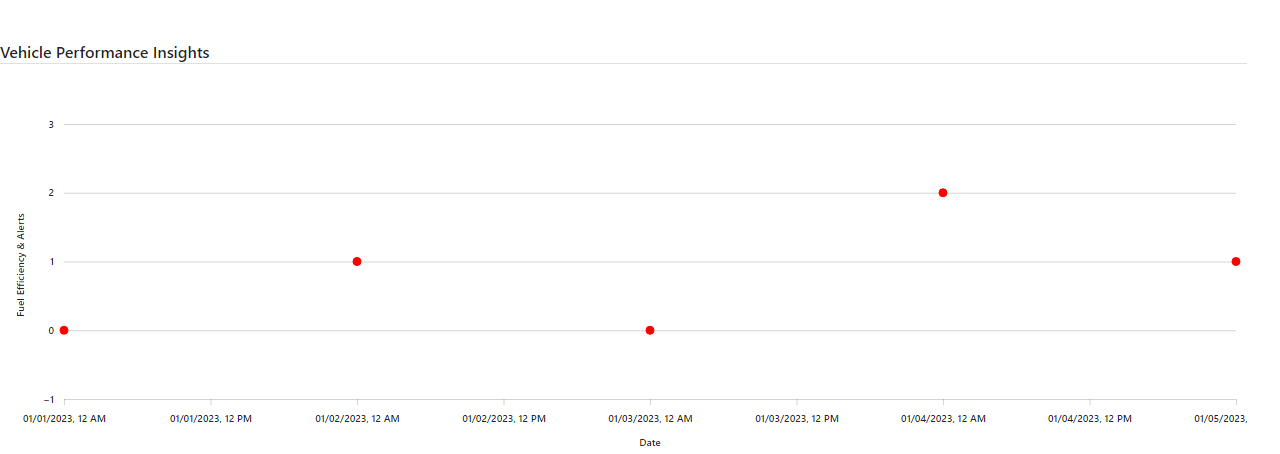 Vehicle Performance Insights
3
2
1
0
−1
Fuel Efficiency & Alerts
01/01/2023, 12 AM 01/01/2023, 12 PM 01/02/2023, 12 AM 01/02/2023, 12 PM 01/03/2023, 12 AM 01/03/2023, 12 PM 01/04/2023, 12 AM 01/04/2023, 12 PM 01/05/2023,
Date